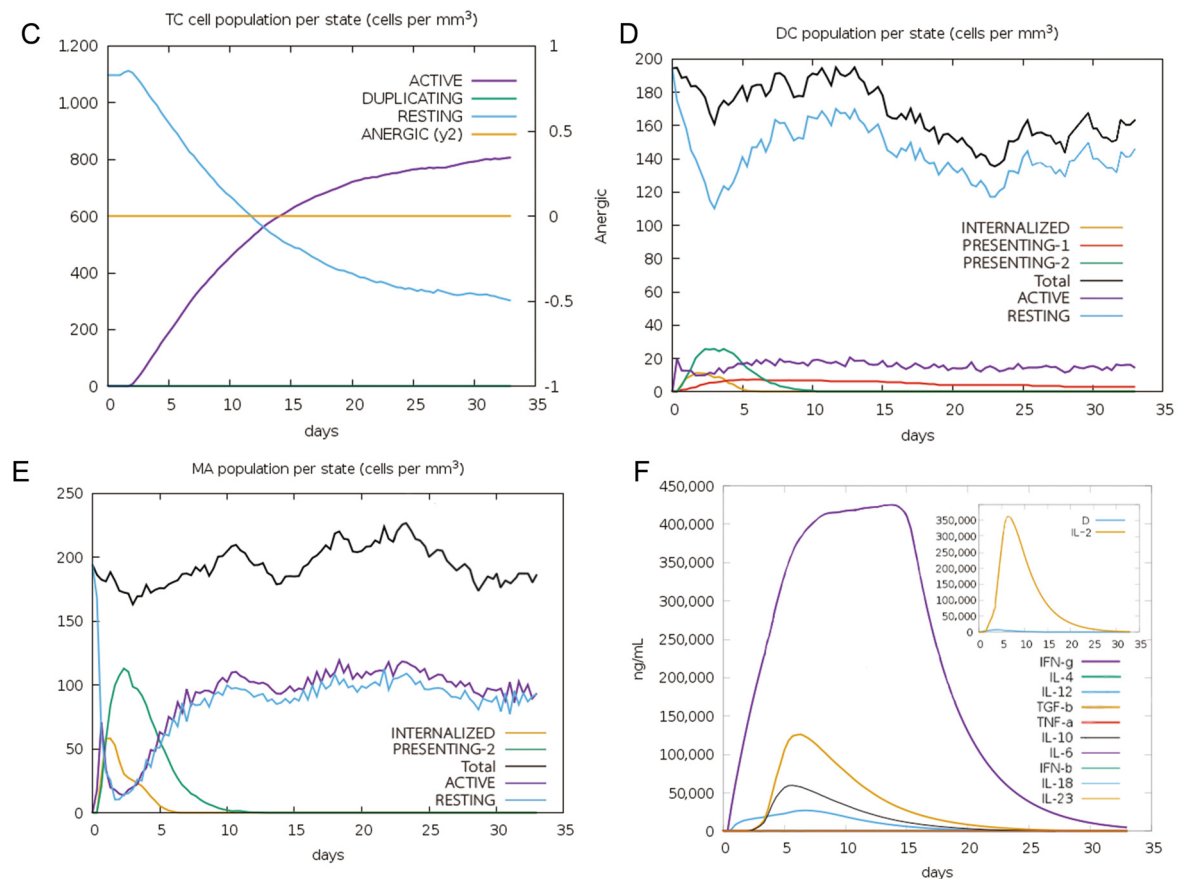 C
TC cell population per state (cells per mm³)
1,200
1.000
800
600
400
200
0
1
0.5
0
-0.5
-1
ACTIVE
DUPLICATING
RESTING
ANERGIC (y2)
0 5 10 15 20 25 30 35
days
D
DC population per state (cells per mm³)
Anergic
200
180
160
140
120
100
80
60
40
20
0
INTERNALIZED
PRESENTING-1
PRESENTING-2
Total
ACTIVE
RESTING
0 5 10 15 20 25 30 35
days
E
MA population per state (cells per mm³)
250
200
150
100
50
0
INTERNALIZED
PRESENTING-2
Total
ACTIVE
RESTING
0 5 10 15 20 25 30 35
days
F
ng/mL
450,000
400,000
350,000
300,000
250,000
200,000
150,000
100,000
50,000
0
350,000
300,000
250,000
200,000
150,000
100,000
50,000
0
D
IL-2
0 5 10 15 20 25 30 35
IFN-g
IL-4
IL-12
TGF-b
TNF-a
IL-10
IL-6
IFN-b
IL-18
IL-23
0 5 10 15 20 25 30 35
days